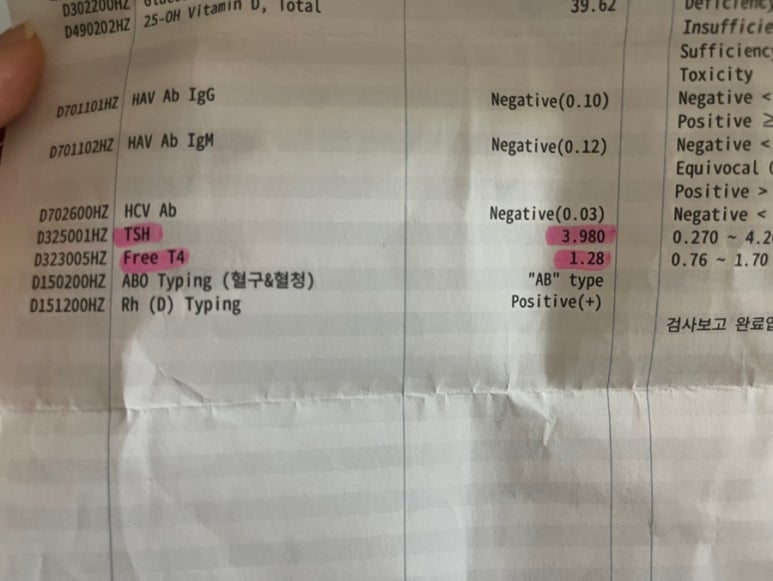 D302200HZ
39.62
D490202HZ 25-OH Vitamin D, Total
Insufficie
Sufficiency
Toxicity
D701101HZ HAV Ab IgG Negative(0.10) Negative <
Positive ≥
D701102HZ HAV Ab IgM Negative(0.12) Negative <
Equivocal
Positive >
D702600HZ HCV Ab Negative(0.03) Negative <
D325001HZ TSH 3.980 0.270 ~ 4.2
D323005HZ Free T4 1.28 0.76 ~ 1.70
D150200HZ ABO Typing (혈구&혈청) "AB" type
D151200HZ Rh (D) Typing Positive(+)
검사보고 완료